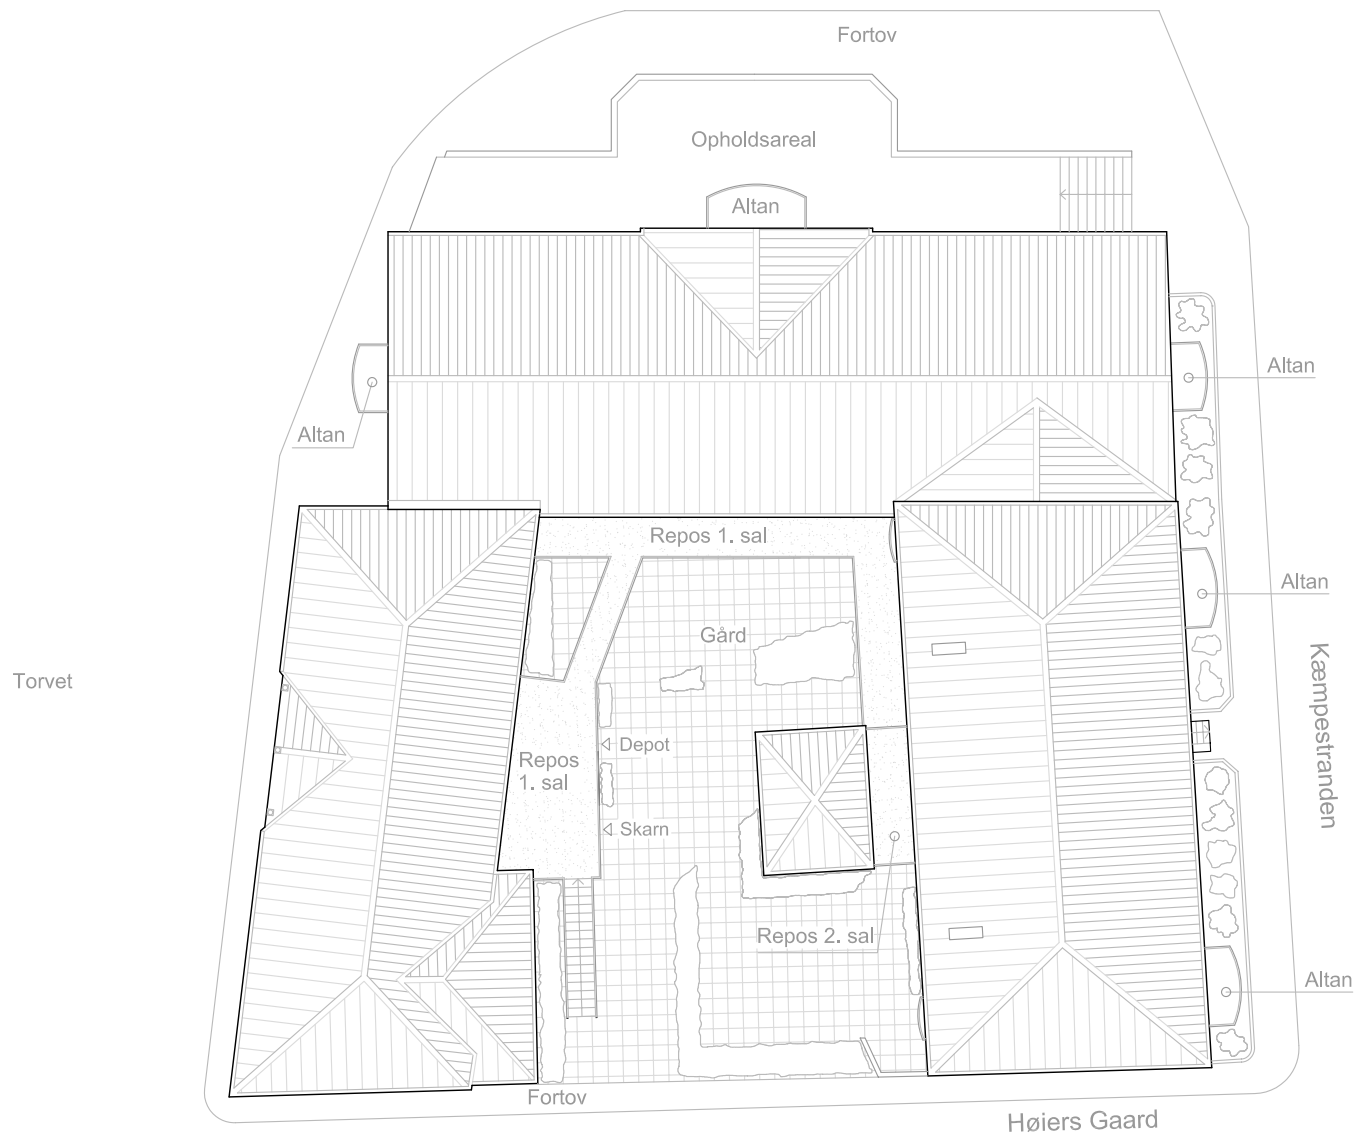 Fortov
Opholdsareal
Altan
Altan
Altan
Repos 1. sal
Altan
Gård
Torvet
Kæmpestranden
Depot
Repos
1. sal
Skarn
Repos 2. sal
Altan
Fortov
Høiers Gaard